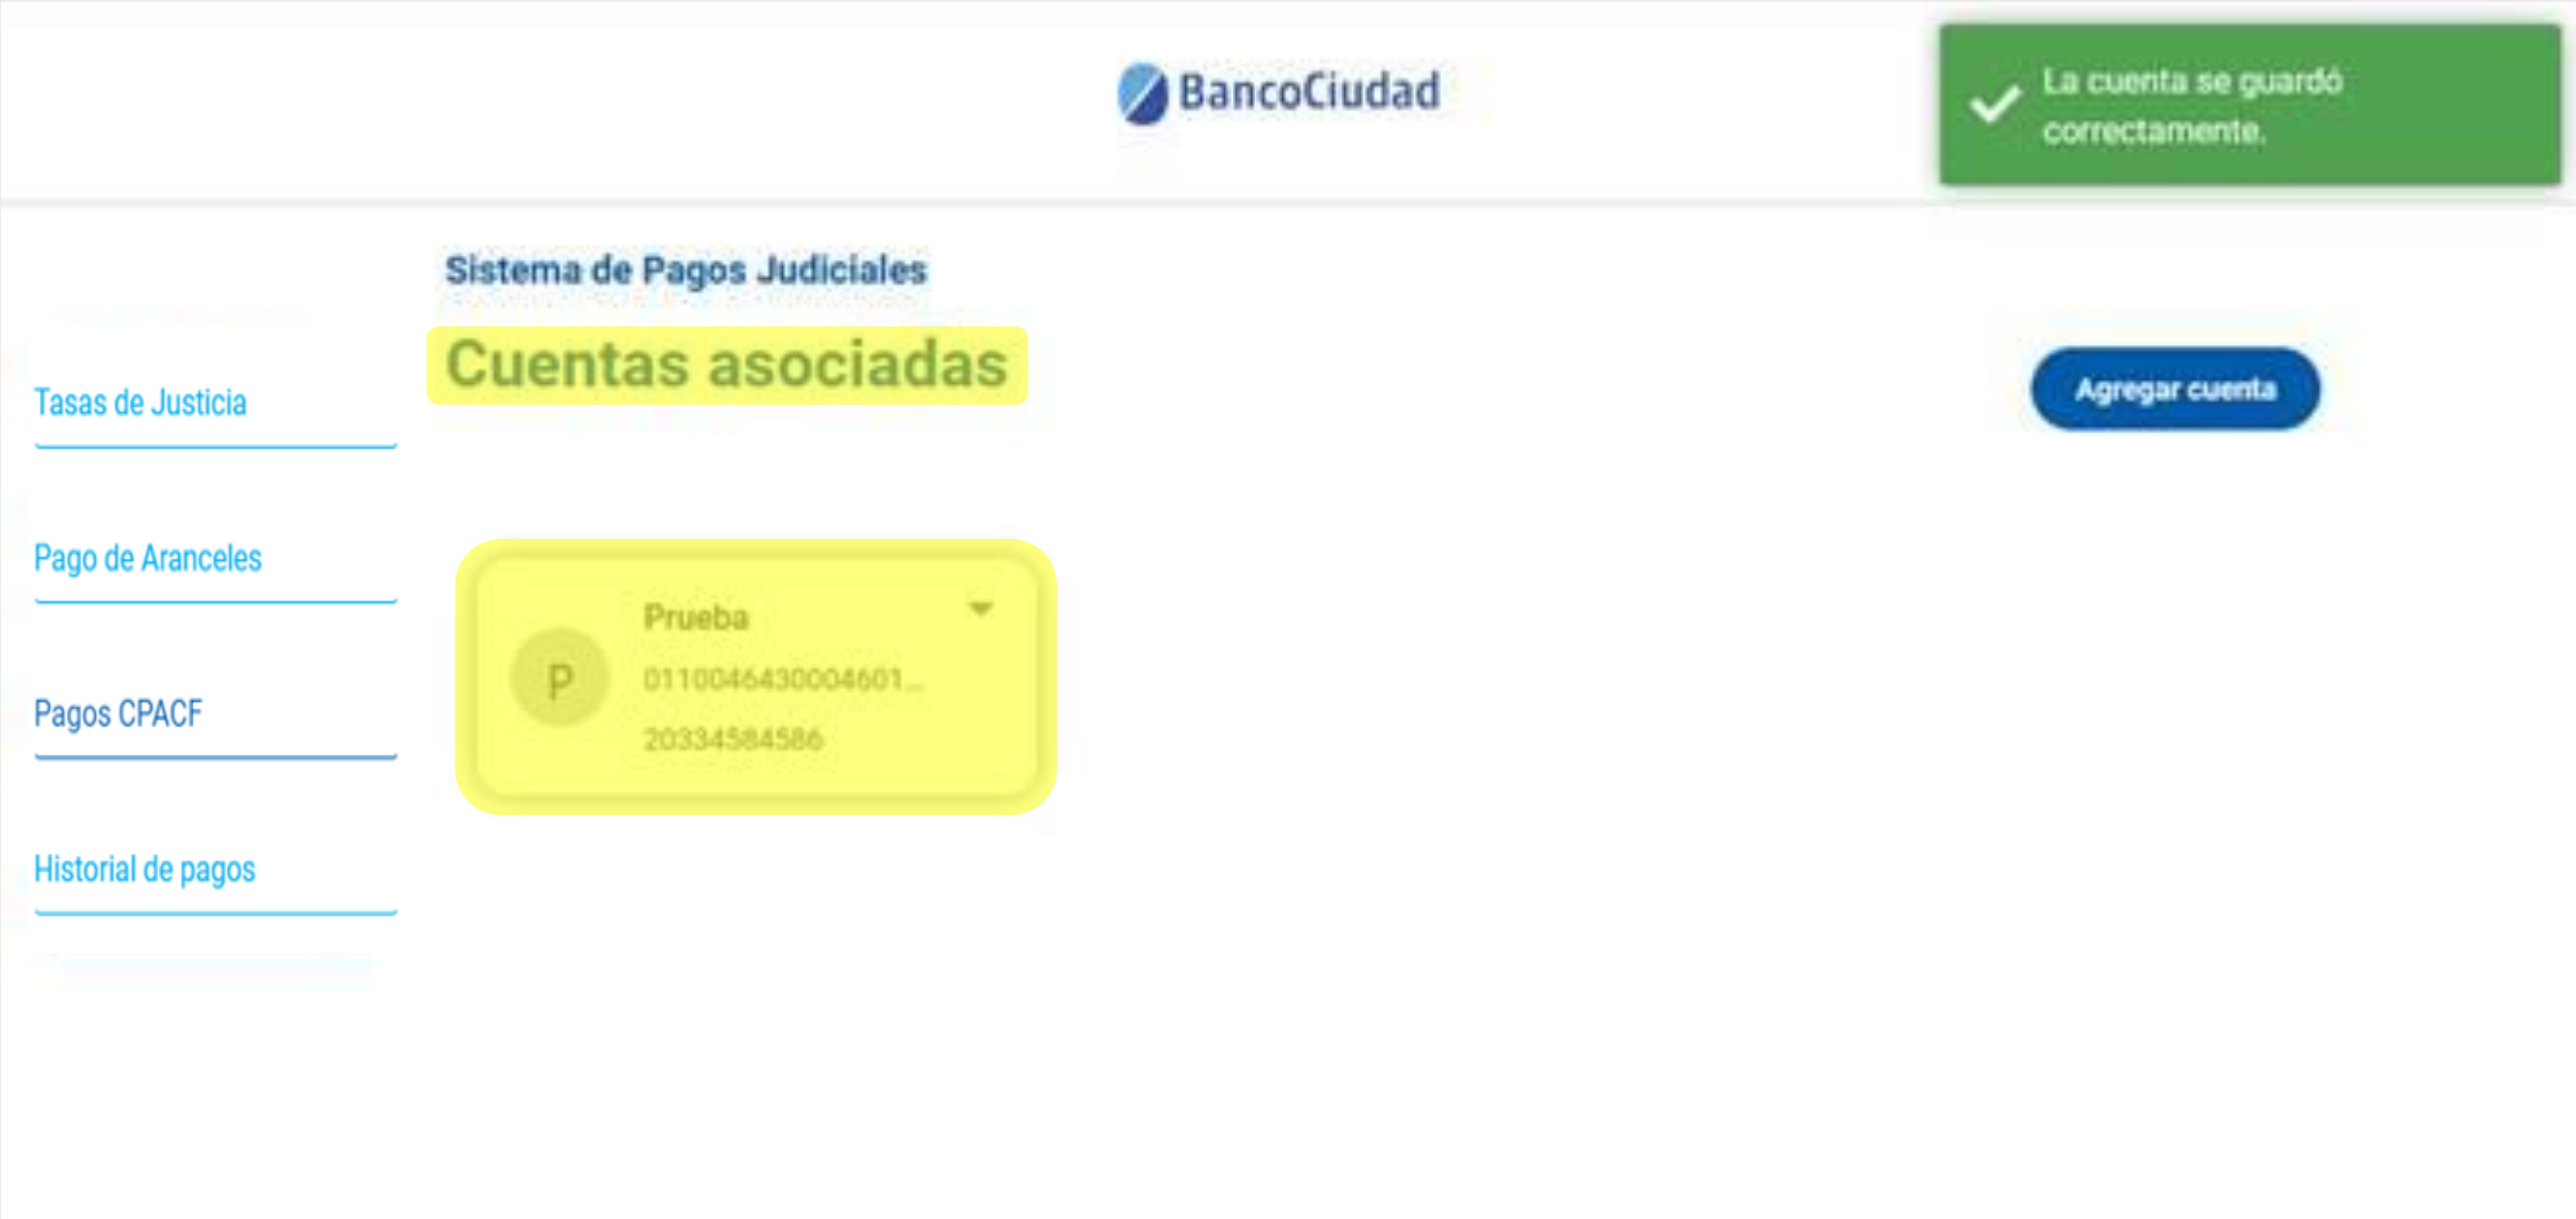 BancoCiudad
La cuenta se guardó
correctamente.
Sistema de Pagos Judiciales
Cuentas asociadas
Agregar cuenta
Tasas de Justicia
Pago de Aranceles
Pagos CPACF
Historial de pagos
P
Prueba
0110046430004601...
20334584586